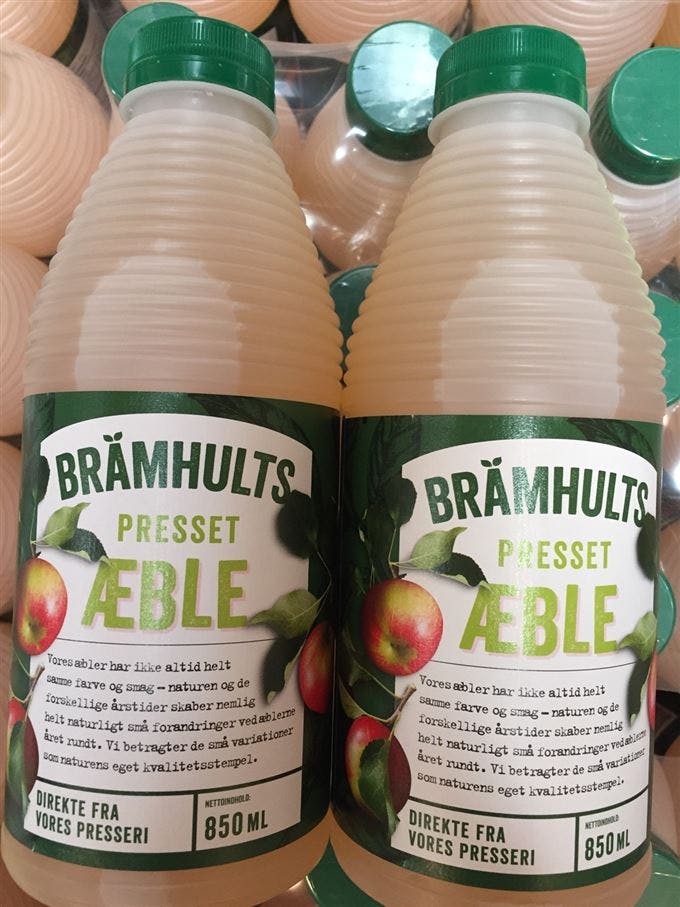 BRÄMHULTS
PRESSET
ÆBLE
Vores æbler har ikke altid helt
samme farve og smag – naturen og de
forskellige årstider skaber nemlig
helt naturligt små forandringer ved æblerne
året rundt. Vi betragter de små variationer
som naturens eget kvalitetsstempel.
DIREKTE FRA
VORES PRESSERI
NETTOINDHOLD:
850 ML
BRÄMHULTS
PRESSET
ÆBLE
Vores æbler har ikke altid helt
samme farve og smag – naturen og de
forskellige årstider skaber nemlig
helt naturligt små forandringer ved æblerne
året rundt. Vi betragter de små variationer
som naturens eget kvalitetsstempel.
DIREKTE FRA
VORES PRESSERI
NETTOINDHOLD:
850 ML